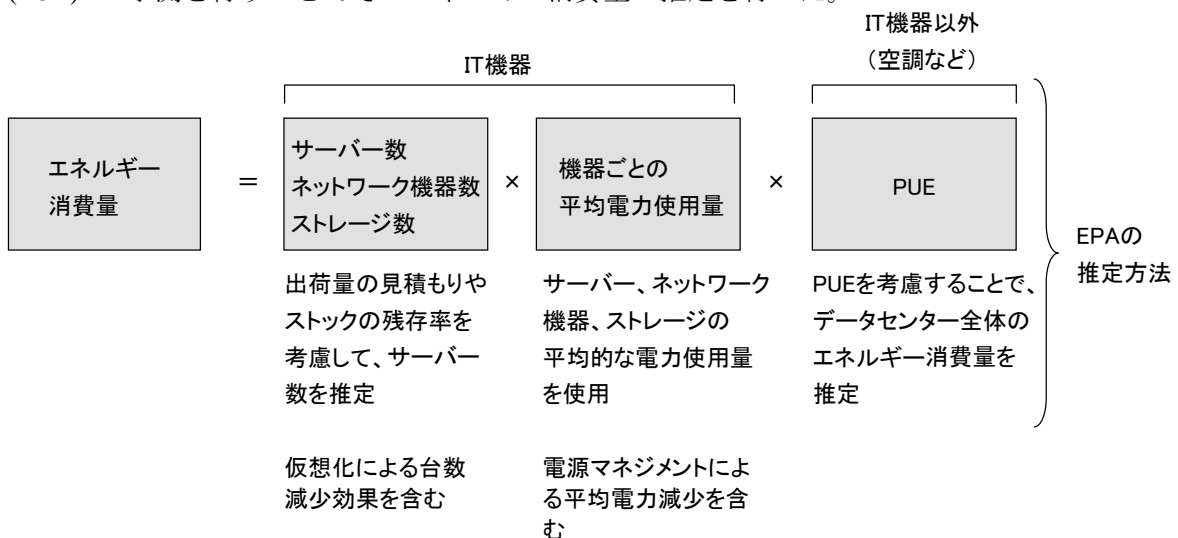 IT機器以外
(空調など)
IT機器
エネルギー
消費量
=
サーバー数
ネットワーク機器数
ストレージ数
×
機器ごとの
平均電力使用量
×
PUE
EPAの
推定方法
出荷量の見積もりや
ストックの残存率を
考慮して、サーバー
数を推定
サーバー、ネットワーク
機器、ストレージの
平均的な電力使用量
を使用
PUEを考慮することで、
データセンター全体の
エネルギー消費量を
推定
仮想化による台数
減少効果を含む
電源マネジメントによ
る平均電力減少を含
む